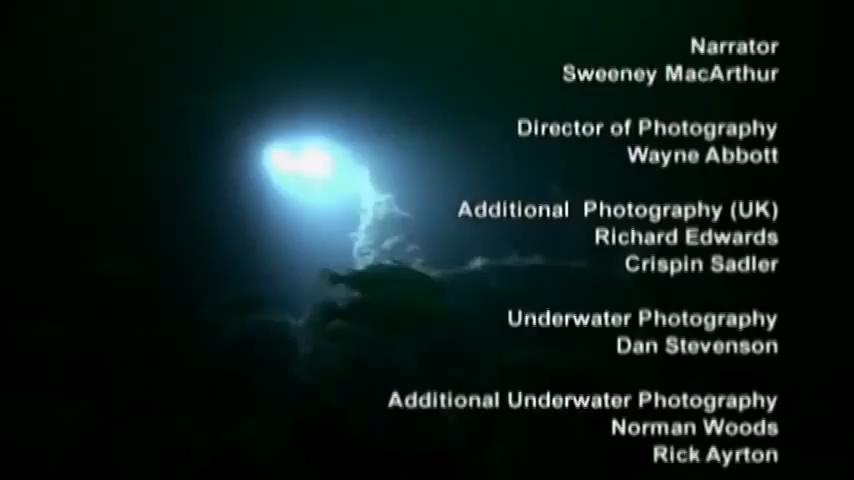 Narrator
Sweeney MacArthur
Director of Photography
Wayne Abbott
Additional Photography (UK)
Richard Edwards
Crispin Sadler
Underwater Photography
Dan Stevenson
Additional Underwater Photography
Norman Woods
Rick Ayrton